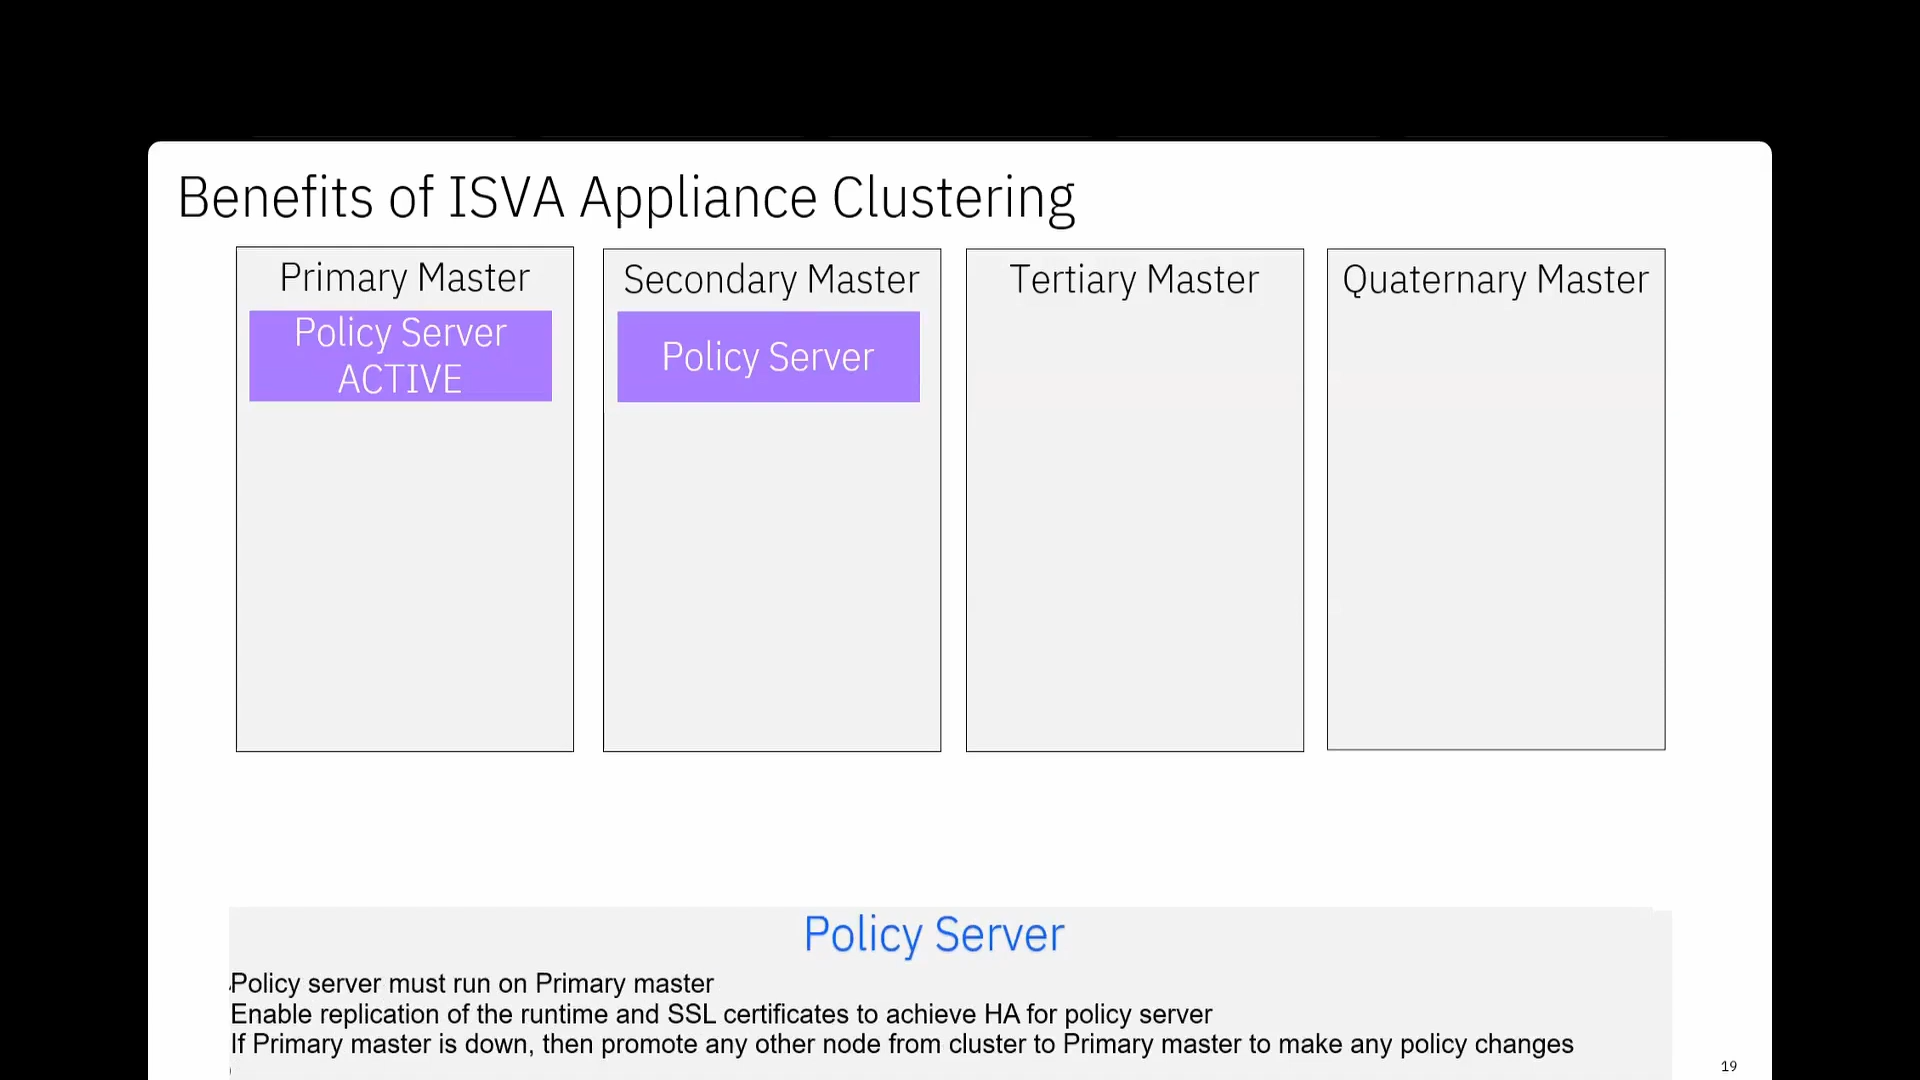 Benefits of ISVA Appliance Clustering
Primary Master
Policy Server
ACTIVE
Secondary Master
Policy Server
Tertiary Master
Quaternary Master
Policy Server
Policy server must run on Primary master
Enable replication of the runtime and SSL certificates to achieve HA for policy server
If Primary master is down, then promote any other node from cluster to Primary master to make any policy changes
19